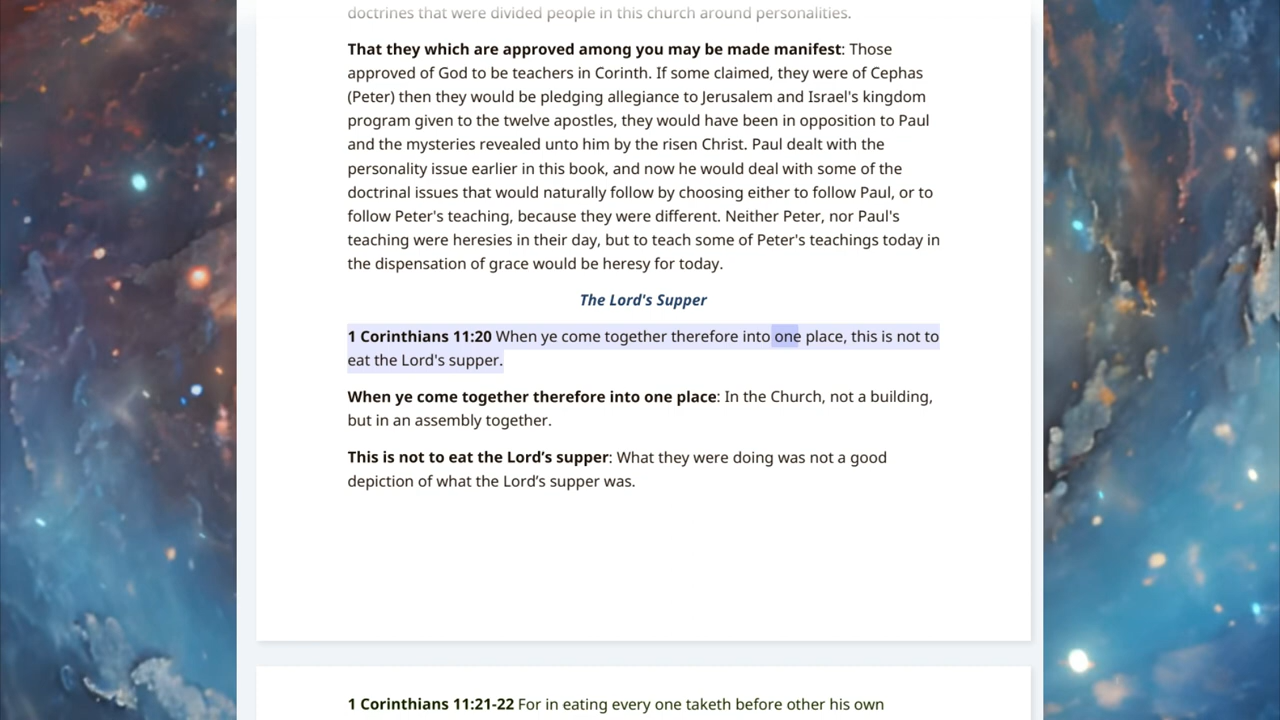 doctrines that were divided people in this church around personalities.
That they which are approved among you may be made manifest: Those
approved of God to be teachers in Corinth. If some claimed, they were of Cephas
(Peter) then they would be pledging allegiance to Jerusalem and Israel's kingdom
program given to the twelve apostles, they would have been in opposition to Paul
and the mysteries revealed unto him by the risen Christ. Paul dealt with the
personality issue earlier in this book, and now he would deal with some of the
doctrinal issues that would naturally follow by choosing either to follow Paul, or to
follow Peter's teaching, because they were different. Neither Peter, nor Paul's
teaching were heresies in their day, but to teach some of Peter's teachings today in
the dispensation of grace would be heresy for today.
The Lord's Supper
1 Corinthians 11:20 When ye come together therefore into one place, this is not to
eat the Lord's supper.
When ye come together therefore into one place: In the Church, not a building,
but in an assembly together.
This is not to eat the Lord’s supper: What they were doing was not a good
depiction of what the Lord’s supper was.
1 Corinthians 11:21-22 For in eating every one taketh before other his own